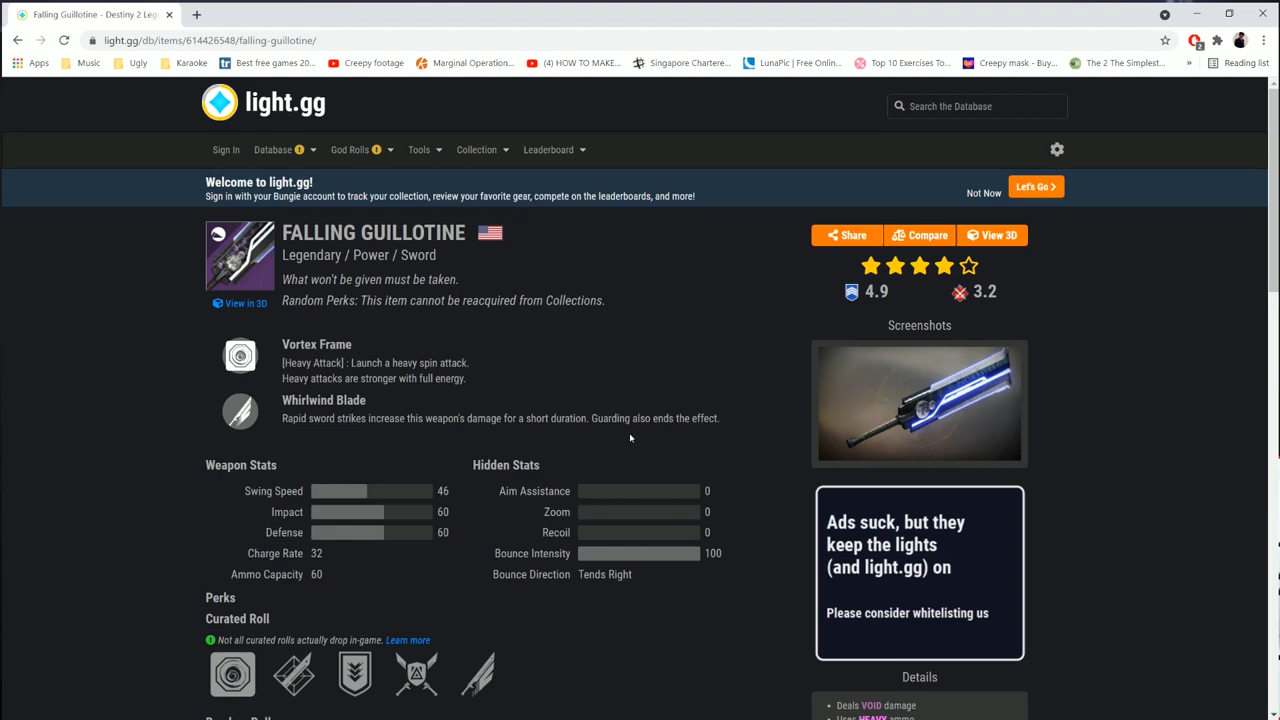 Falling Guillotine - Destiny 2 Leg
light.gg/db/items/614426548/falling-guillotine/
2
Apps
Music
Ugly
Karaoke
Best free games 20...
Creepy footage
Marginal Operation...
(4) HOW TO MAKE...
Singapore Chartere...
LunaPic | Free Onlin...
Top 10 Exercises To...
Creepy mask - Buy...
The 2 The Simplest...
»
Reading list
light.gg
Search the Database
Sign In
Database
God Rolls
Tools
Collection
Leaderboard
Welcome to light.gg!
Sign in with your Bungie account to track your collection, review your favorite gear, compete on the leaderboards, and more!
Not Now
Let's Go
FALLING GUILLOTINE
Legendary / Power / Sword
What won't be given must be taken.
Random Perks: This item cannot be reacquired from Collections.
View in 3D
Share
Compare
View 3D
4.9
3.2
Screenshots
Vortex Frame
[Heavy Attack] : Launch a heavy spin attack.
Heavy attacks are stronger with full energy.
Whirlwind Blade
Rapid sword strikes increase this weapon's damage for a short duration. Guarding also ends the effect.
Weapon Stats
Swing Speed 46
Impact 60
Defense 60
Charge Rate 32
Ammo Capacity 60
Hidden Stats
Aim Assistance 0
Zoom 0
Recoil 0
Bounce Intensity 100
Bounce Direction Tends Right
Perks
Curated Roll
Not all curated rolls actually drop in-game. Learn more
Ads suck, but they
keep the lights
(and light.gg) on
Please consider whitelisting us
Details
Deals VOID damage
Uses HEAVY ammo